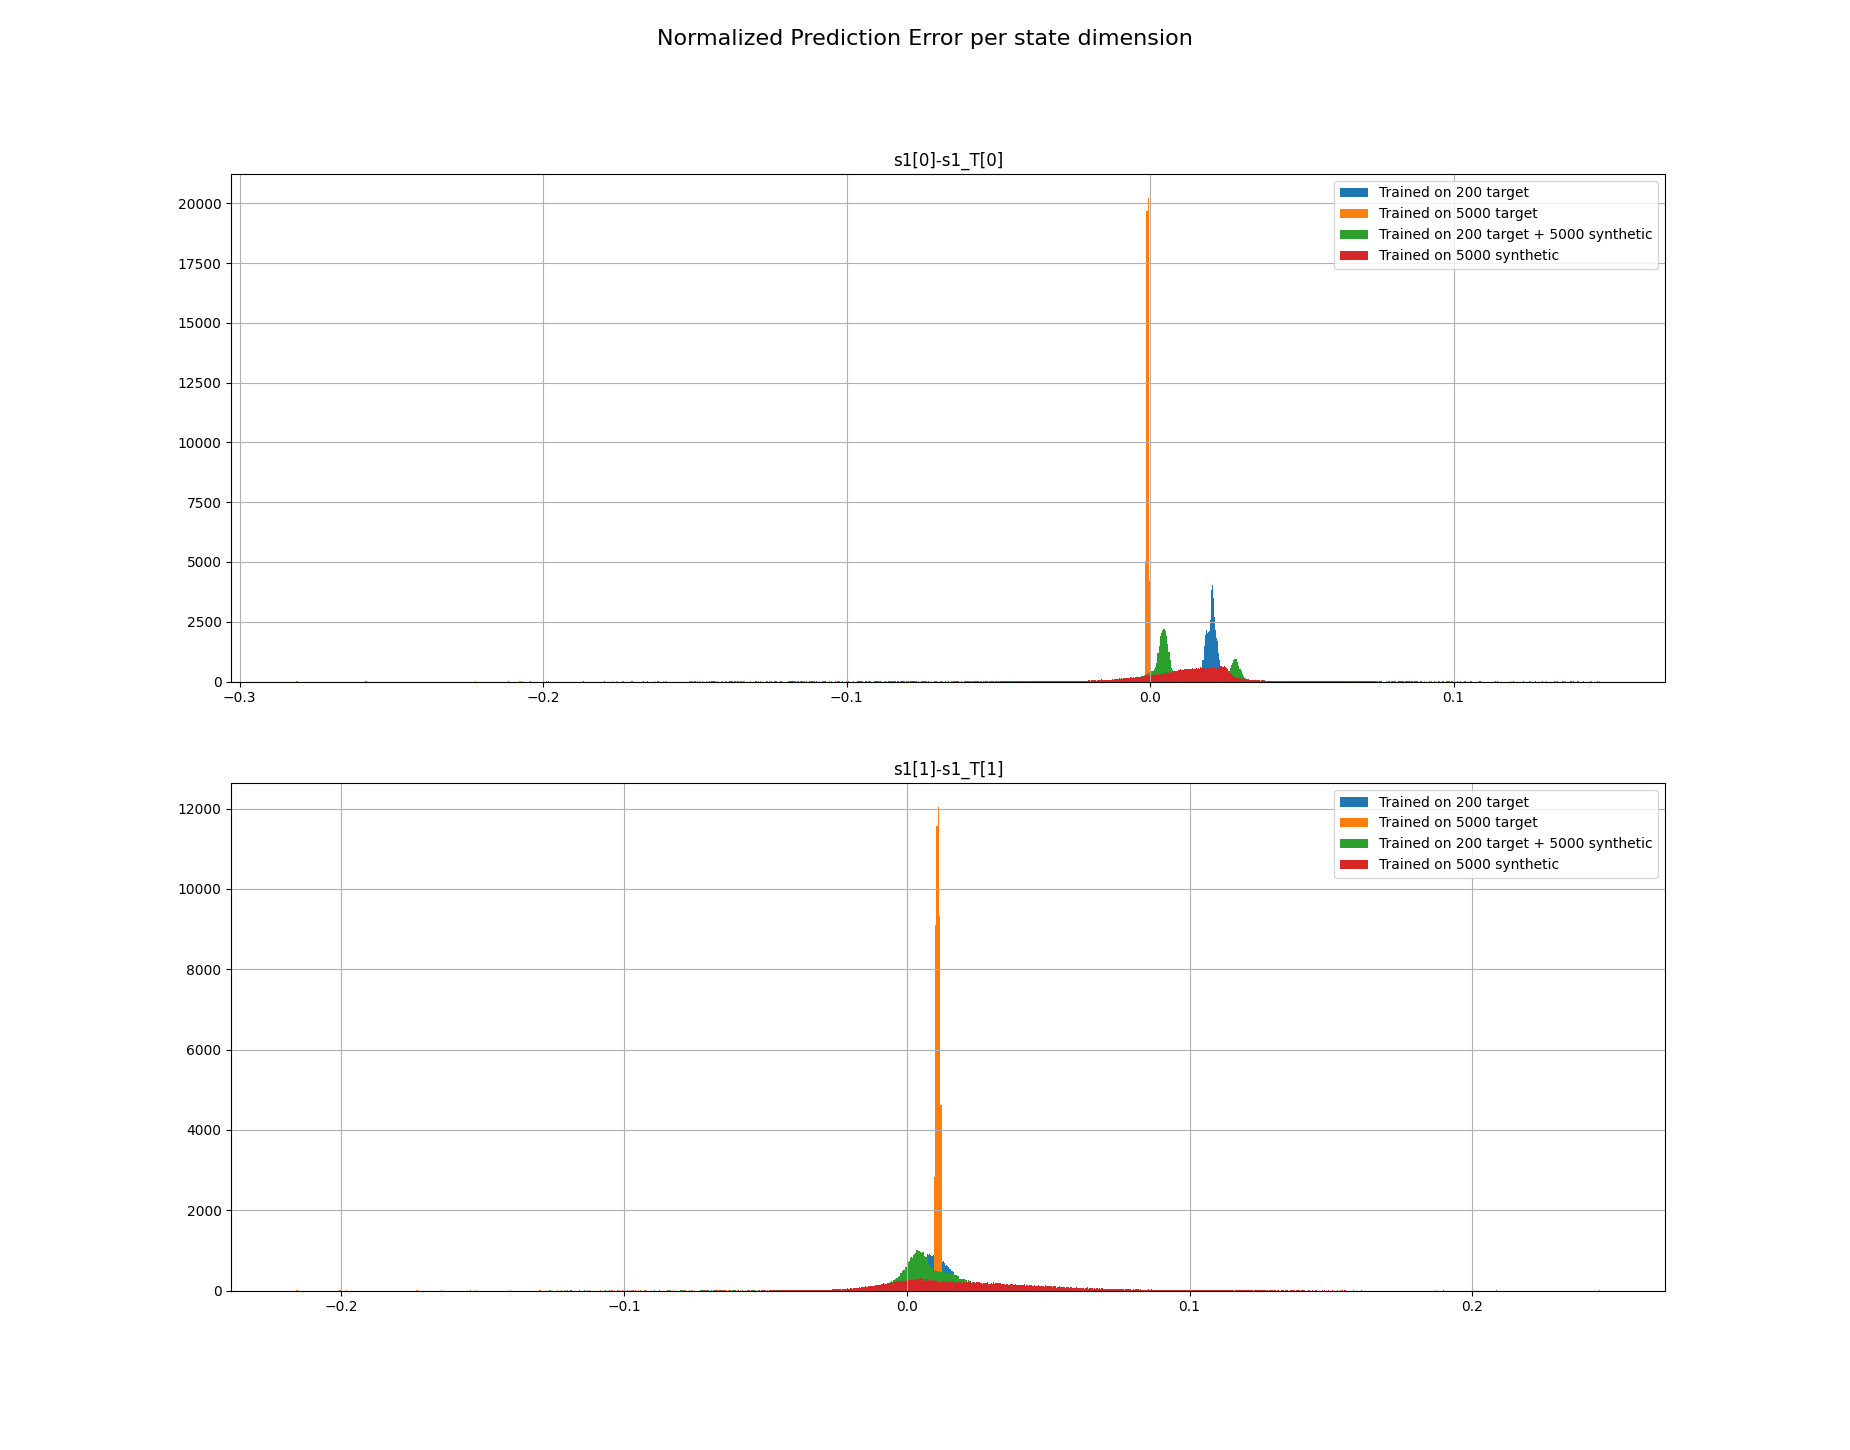 Normalized Prediction Error per state dimension
s1[0]-s1_T[0]
20000
17500
15000
12500
10000
7500
5000
2500
0
−0.3
−0.2
−0.1
0.0
0.1
Trained on 200 target
Trained on 5000 target
Trained on 200 target + 5000 synthetic
Trained on 5000 synthetic
s1[1]-s1_T[1]
12000
10000
8000
6000
4000
2000
0
−0.2
−0.1
0.0
0.1
0.2
Trained on 200 target
Trained on 5000 target
Trained on 200 target + 5000 synthetic
Trained on 5000 synthetic